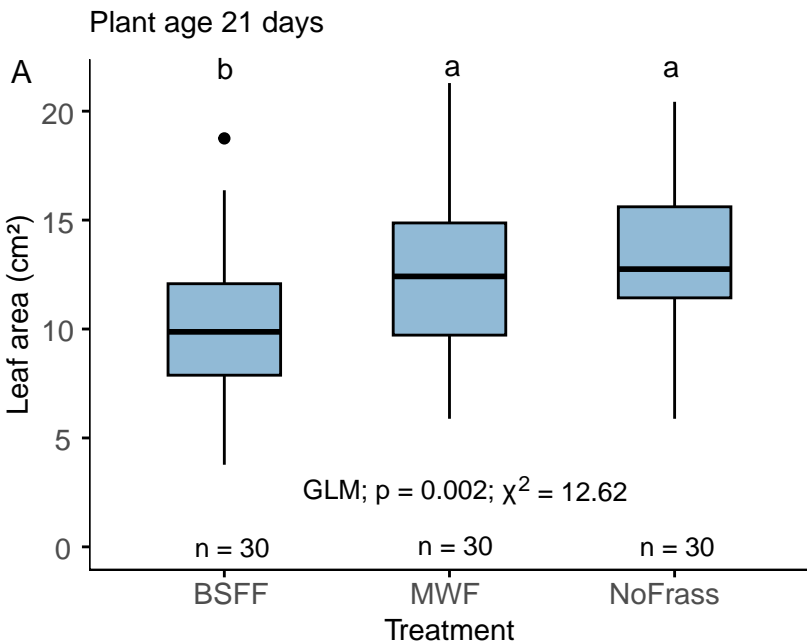 Plant age 21 days
A
b a a
20
15
10
5
0
Leaf area (cm²)
GLM; p = 0.002; χ² = 12.62
n = 30 n = 30 n = 30
BSFF MWF NoFrass
Treatment